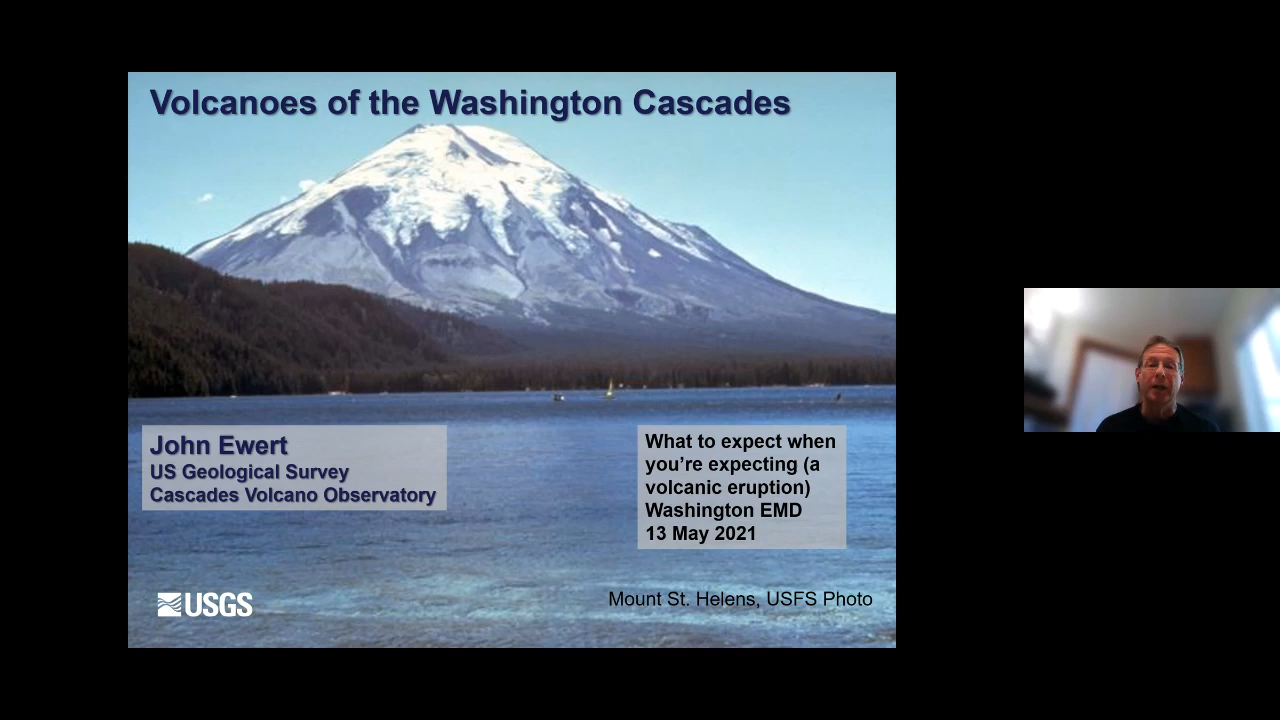 Volcanoes of the Washington Cascades
John Ewert
US Geological Survey
Cascades Volcano Observatory
What to expect when
you're expecting (a
volcanic eruption)
Washington EMD
13 May 2021
USGS
Mount St. Helens, USFS Photo